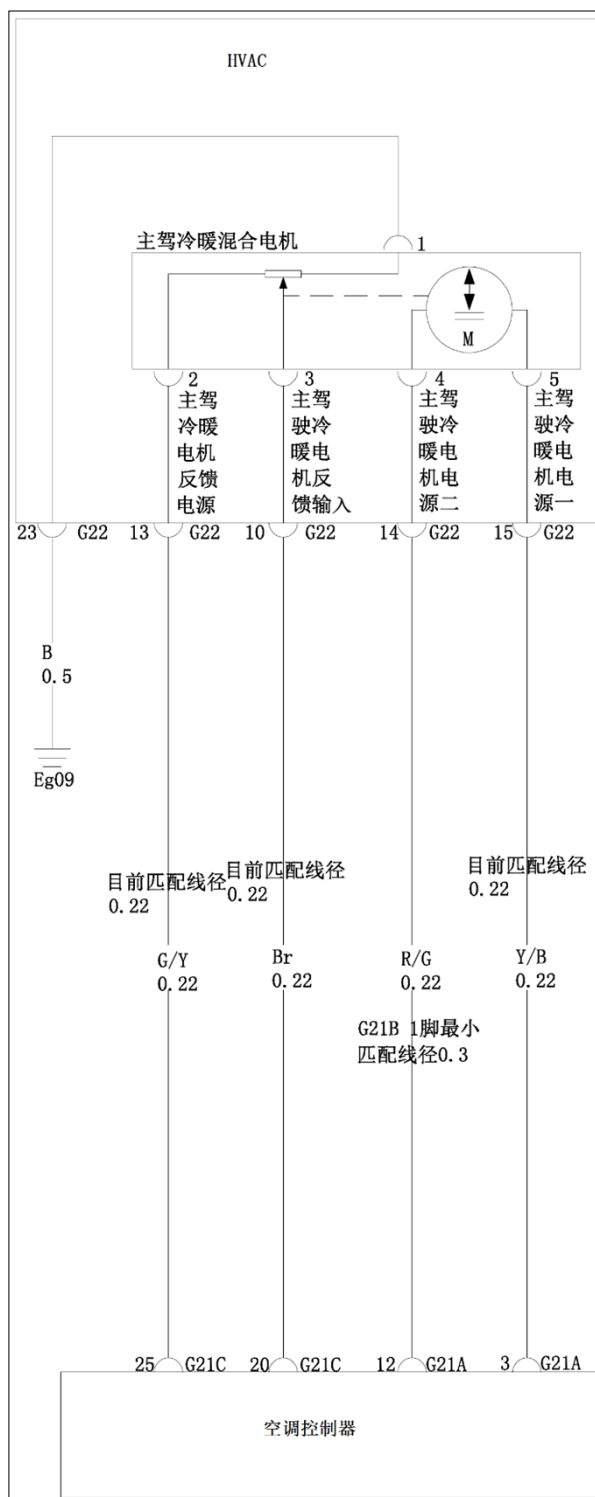 HVAC
主驾冷暖混合电机
1
M
2
3
4
5
主驾
冷暖
电机
反馈
电源
主驾
驶冷
暖电
机反
馈输入
主驾
驶冷
暖电
机电
源二
主驾
驶冷
暖电
机电
源一
23 G22
13 G22
10 G22
14 G22
15 G22
B
0.5
Eg09
目前匹配线径
0.22
目前匹配线径
0.22
目前匹配线径
0.22
G/Y
0.22
Br
0.22
R/G
0.22
Y/B
0.22
G21B 1脚最小
匹配线径0.3
25 G21C
20 G21C
12 G21A
3 G21A
空调控制器